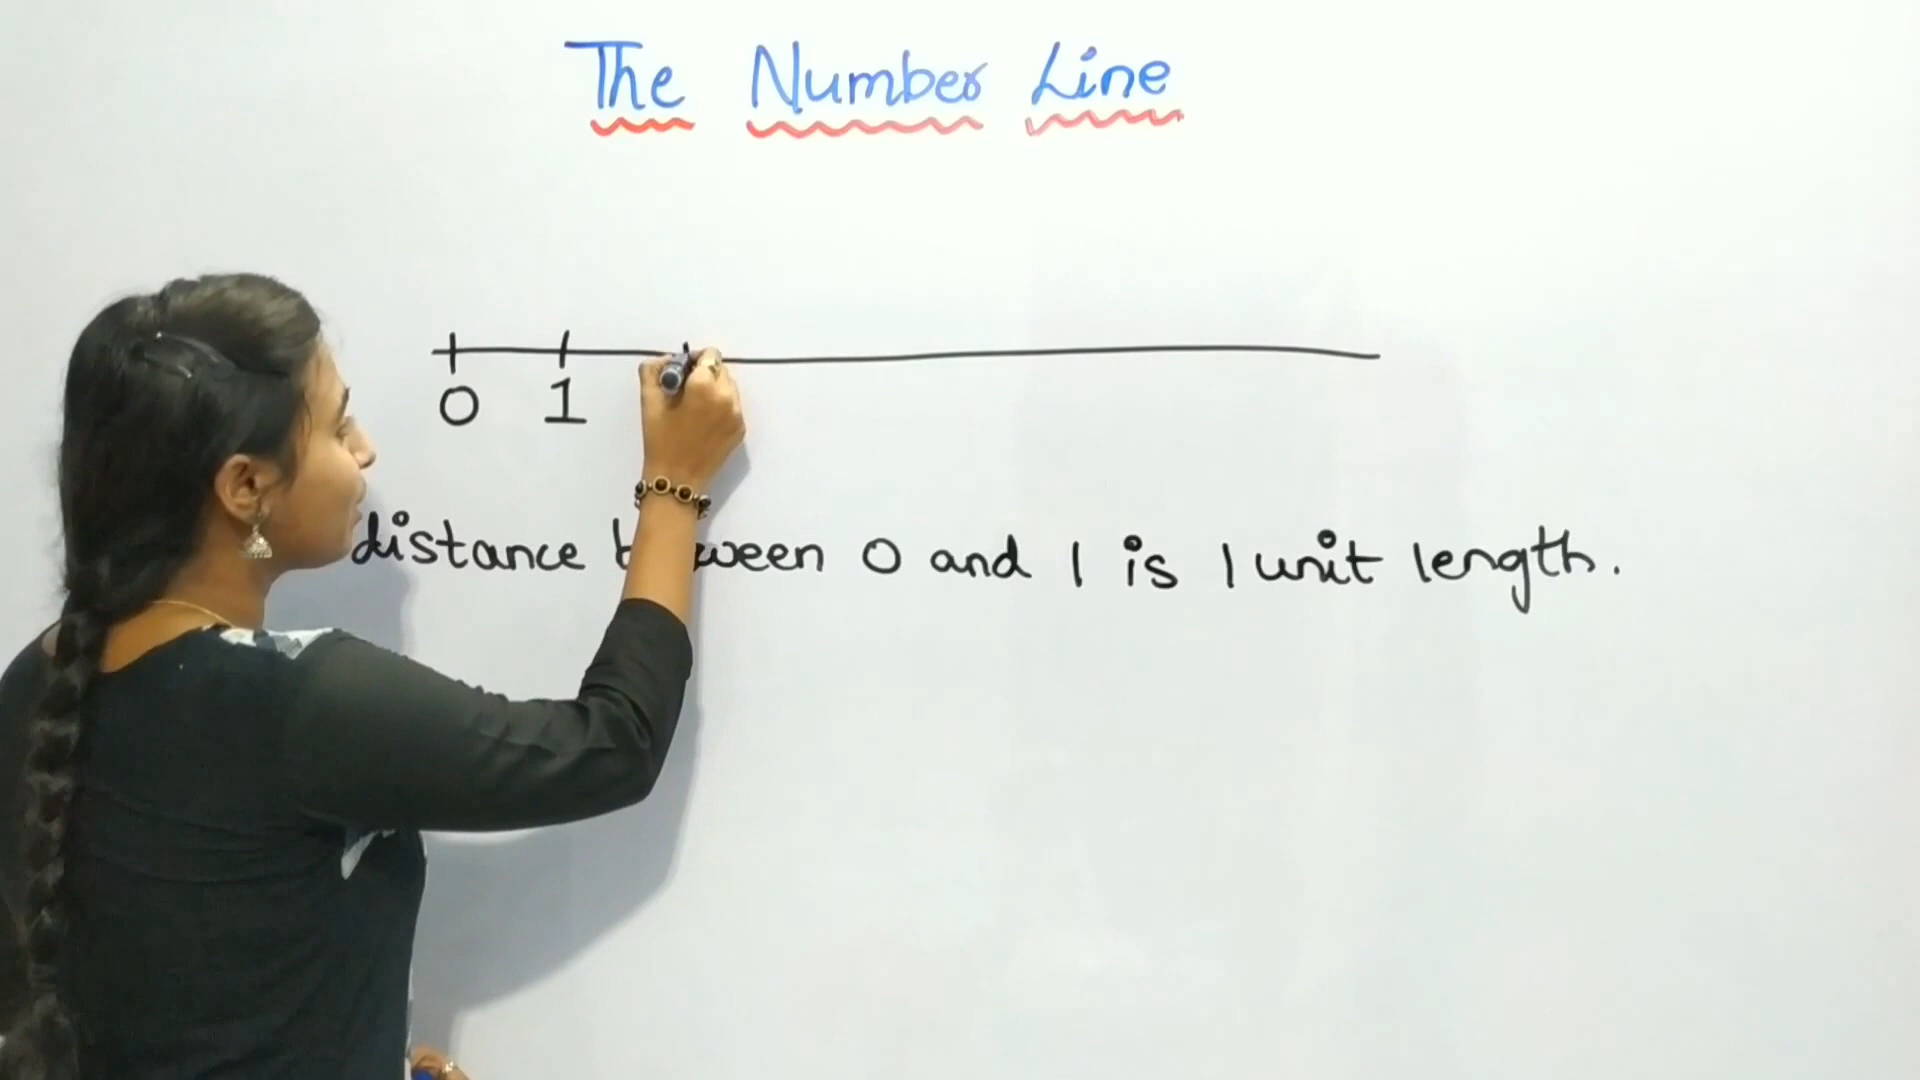 The Number Line
0 1
distance between 0 and 1 is 1 unit length.